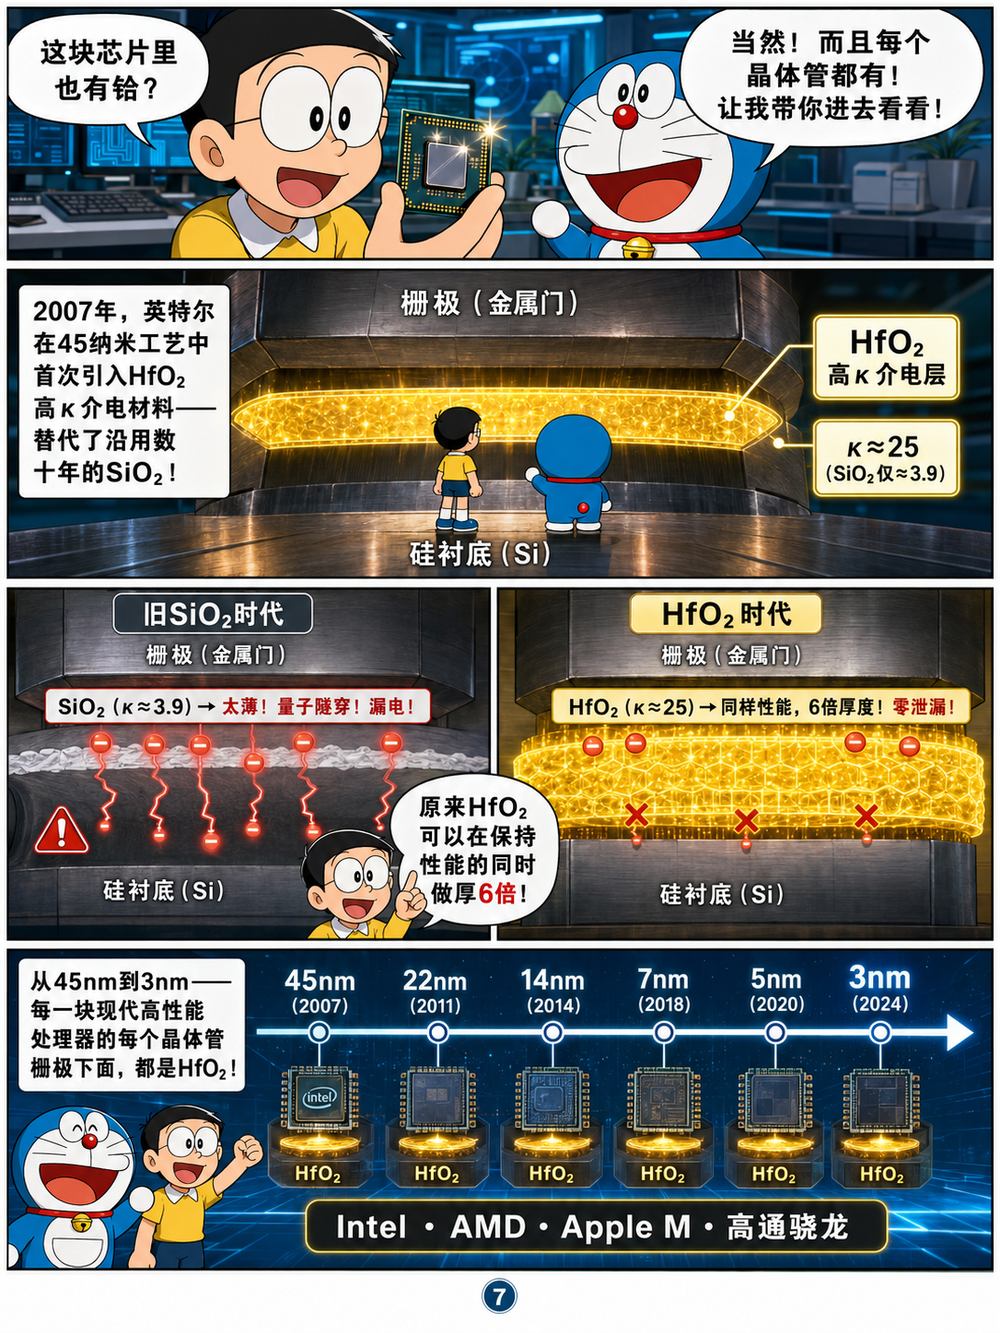 这块芯片里
也有铪？
当然！而且每个
晶体管都有！
让我带你进去看看！
2007年，英特尔
在45纳米工艺中
首次引入HfO₂
高κ介电材料——
替代了沿用数
十年的SiO₂！
栅极（金属门）
HfO₂
高κ介电层
κ≈25
(SiO₂仅≈3.9)
硅衬底（Si）
旧SiO₂时代
栅极（金属门）
SiO₂（κ≈3.9）→ 太薄！量子隧穿！漏电！
硅衬底（Si）
原来HfO₂
可以在保持
性能的同时
做厚6倍！
HfO₂时代
栅极（金属门）
HfO₂（κ≈25）→同样性能，6倍厚度！零泄漏！
硅衬底（Si）
从45nm到3nm——
每一块现代高性能
处理器的每个晶体管
栅极下面，都是HfO₂！
45nm 22nm 14nm 7nm 5nm 3nm
(2007) (2011) (2014) (2018) (2020) (2024)
intel
HfO₂ HfO₂ HfO₂ HfO₂ HfO₂ HfO₂
Intel · AMD · Apple M · 高通骁龙
7